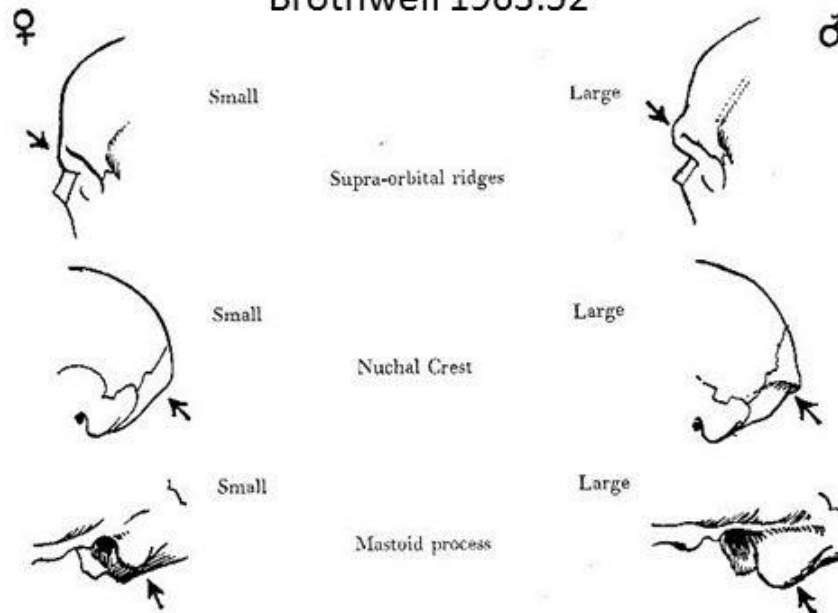 Brothwell 1963:52
♀ ♂
Small Large
Supra-orbital ridges
Small Large
Nuchal Crest
Small Large
Mastoid process